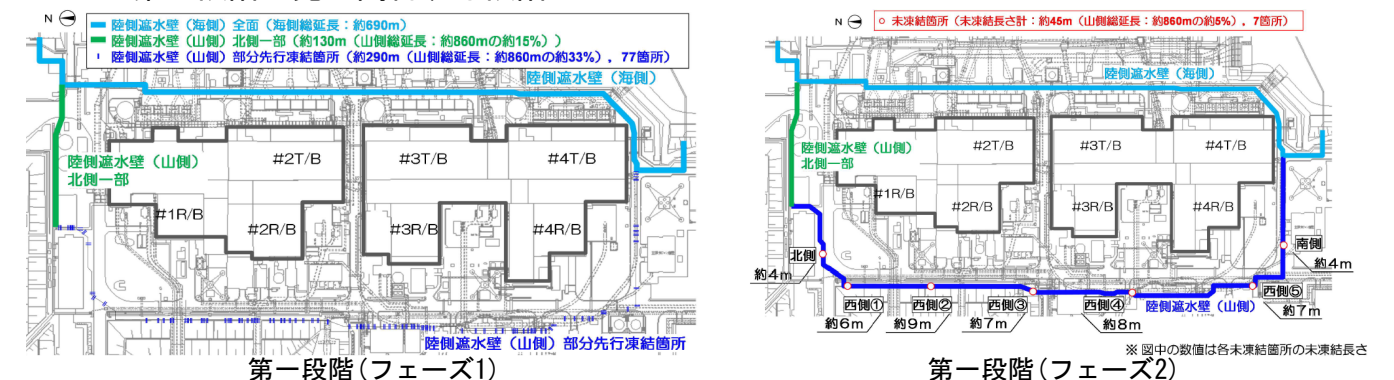 N
陸側遮水壁（海側）全面（海側総延長：約690m）
陸側遮水壁（山側）北側一部（約130m（山側総延長：約860mの約15%））
陸側遮水壁（山側）部分先行凍結箇所（約290m（山側総延長：約860mの約33%），77箇所）
陸側遮水壁（海側）
陸側遮水壁（山側）
北側一部
#2T/B
#3T/B
#4T/B
#1R/B
#2R/B
#3R/B
#4R/B
陸側遮水壁（山側）部分先行凍結箇所
第一段階(フェーズ1)
N
未凍結箇所（未凍結長さ計：約45m（山側総延長：約860mの約5%），7箇所）
陸側遮水壁（海側）
陸側遮水壁（山側）
北側一部
#2T/B
#3T/B
#4T/B
#1R/B
#2R/B
#3R/B
#4R/B
北側
約4m
南側
約4m
西側①
約6m
西側②
約9m
西側③
約7m
西側④
約8m
西側⑤
約7m
陸側遮水壁（山側）
※ 図中の数値は各未凍結箇所の未凍結長さ
第一段階(フェーズ2)